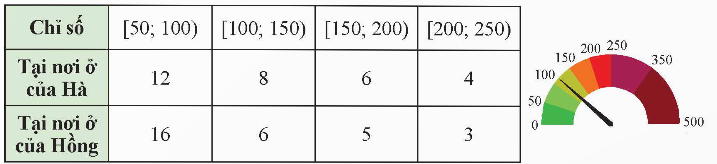 Chỉ số [50; 100) [100; 150) [150; 200) [200; 250)
Tại nơi ở của Hà 12 8 6 4
Tại nơi ở của Hồng 16 6 5 3
0 50 100 150 200 250 350 500